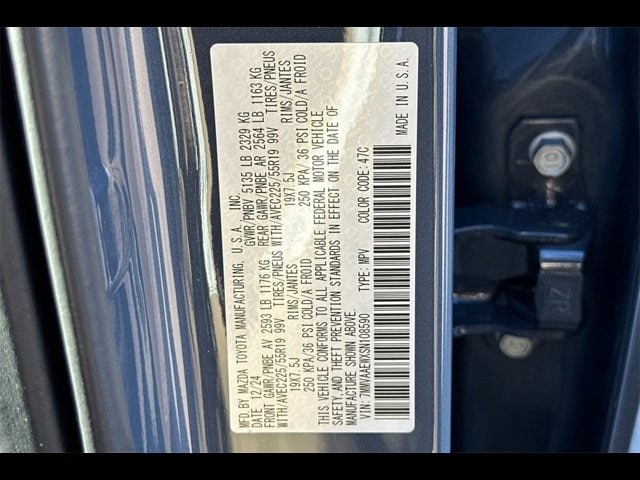 MFD.BY MAZDA TOYOTA MANUFACTURING, U.S.A., INC.
DATE: 12/24 GVWR/PNBV 5135 LB 2329 KG
FRONT GAWR/PNBE AV 2593 LB 1176 KG REAR GAWR/PNBE AR 2564 LB 1163 KG
WITH/AVEC225/55R19 99V TIRES/PNEUS WITH/AVEC225/55R19 99V TIRES/PNEUS
19X7.5J RIMS/JANTES 19X7.5J RIMS/JANTES
250 KPA/36 PSI COLD/A FROID 250 KPA/36 PSI COLD/A FROID
THIS VEHICLE CONFORMS TO ALL APPLICABLE FEDERAL MOTOR VEHICLE
SAFETY, AND THEFT PREVENTION STANDARDS IN EFFECT ON THE DATE OF
MANUFACTURE SHOWN ABOVE.
VIN: 7MMVAAEWXSN108590 TYPE: MPV COLOR CODE: 47C
MADE IN U.S.A.
ZR